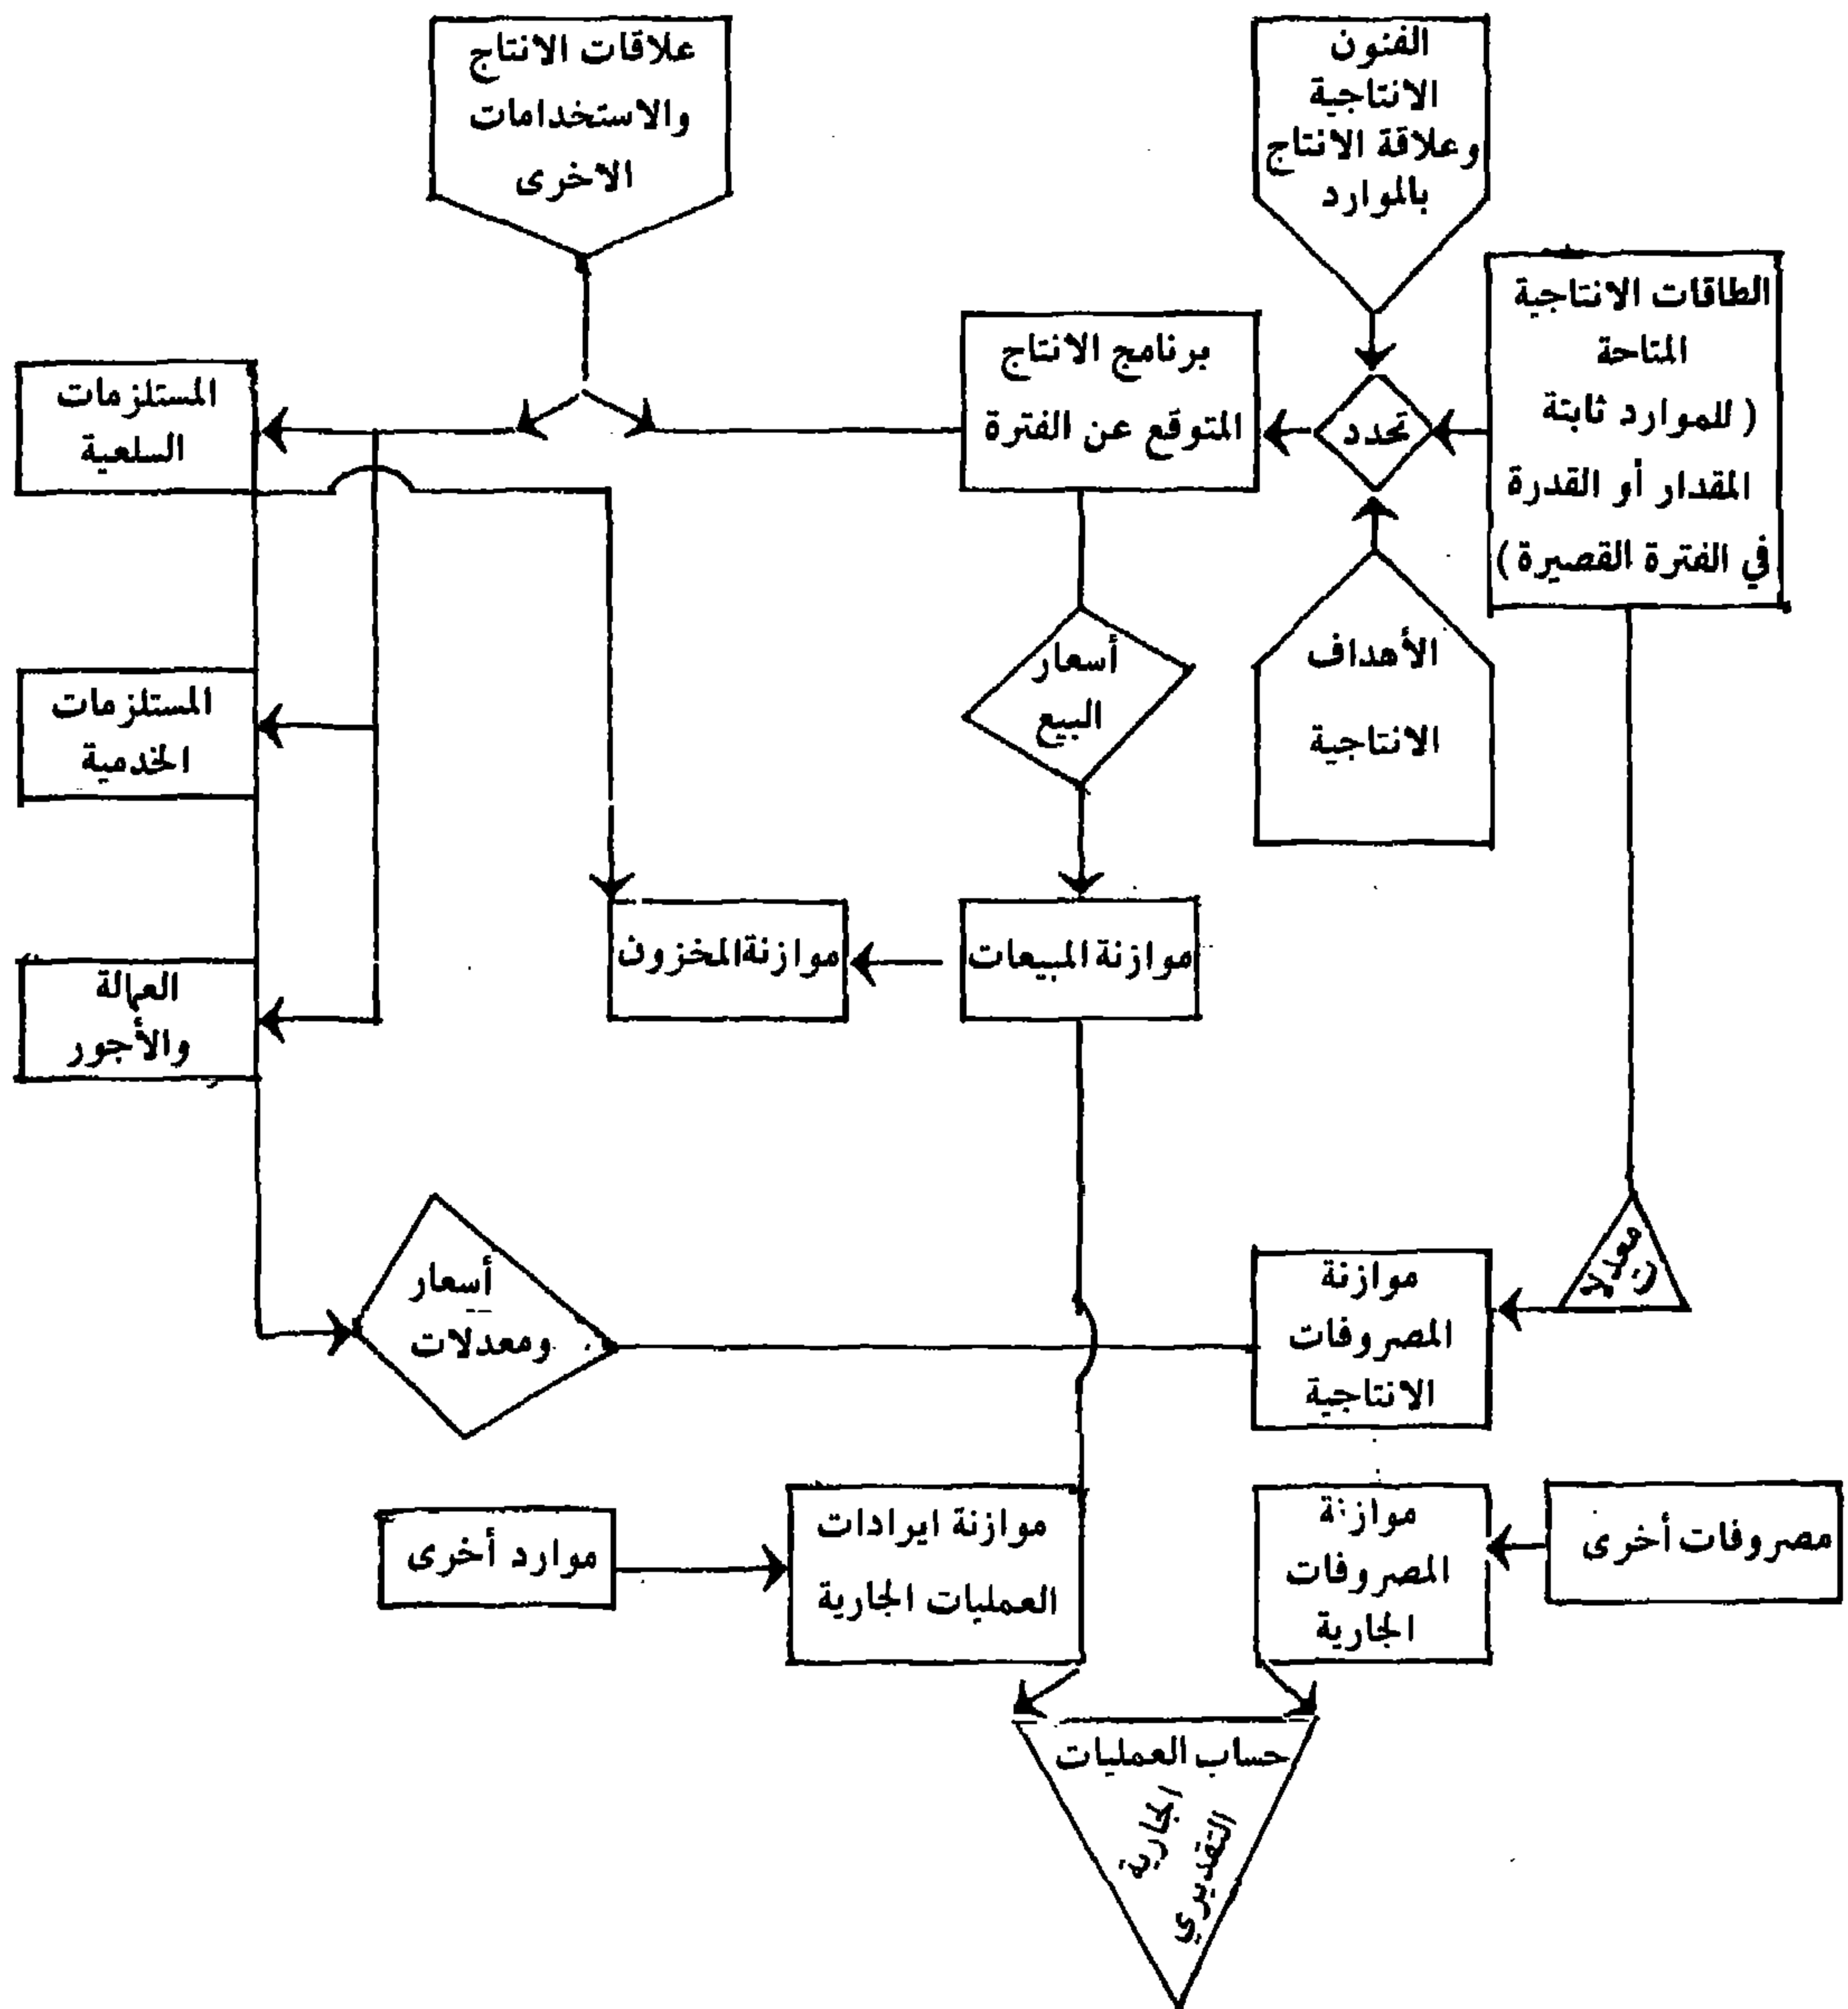 الفنون
الانتاجية
وعلاقة الانتاج
بالموارد
علاقات الانتاج
والاستخدامات
الاخرى
الطاقات الانتاجية
المتاحة
( للموارد ثابتة
المقدار أو القدرة
في الفترة القصيرة )
تحدد
برنامج الانتاج
المتوقع عن الفترة
المستلزمات
السلعية
الأهداف
الانتاجية
أسعار
البيع
المستلزمات
الخدمية
موازنة المبيعات
موازنة المخزون
العمالة
والأجور
موازنة
المصروفات
الانتاجية
أسعار
ومعدلات
مصروفات أخرى
موازنة
المصروفات
الجارية
موازنة ايرادات
العمليات الجارية
موارد أخرى
حساب العمليات
الجارية
التقديري